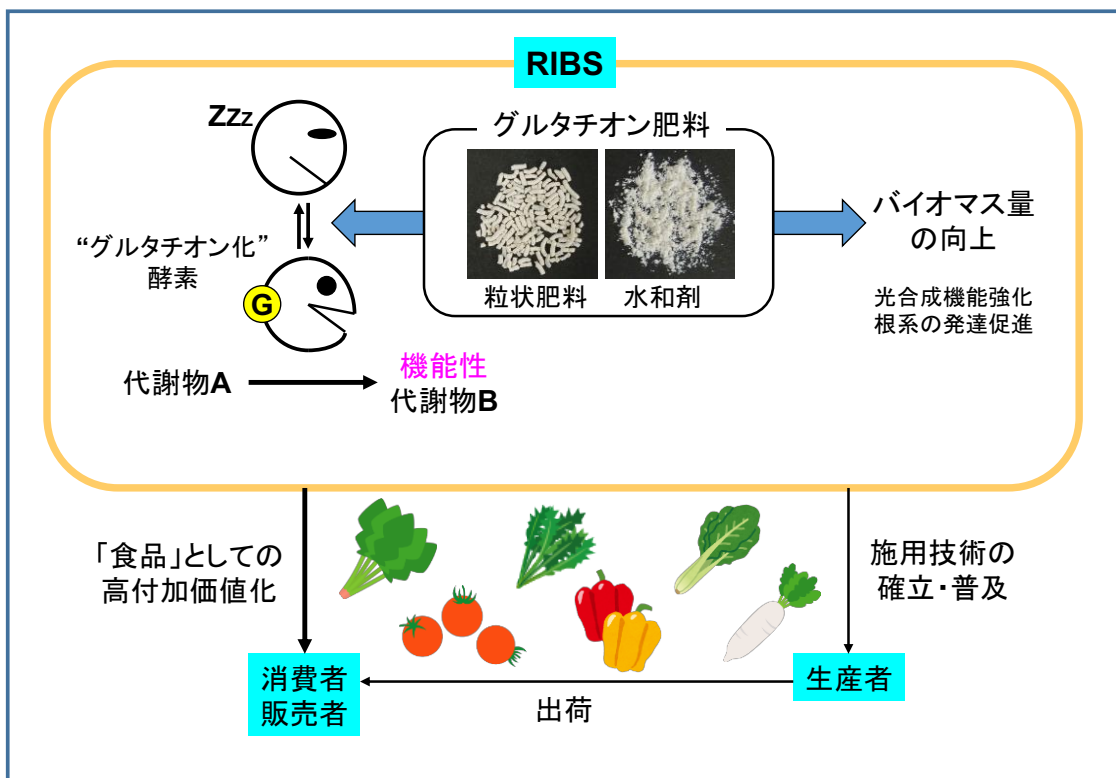 RIBS
ZZZ
グルタチオン肥料
粒状肥料
水和剤
“グルタチオン化”
酵素
G
代謝物A
機能性
代謝物B
バイオマス量
の向上
光合成機能強化
根系の発達促進
「食品」としての
高付加価値化
施用技術の
確立・普及
消費者
販売者
出荷
生産者